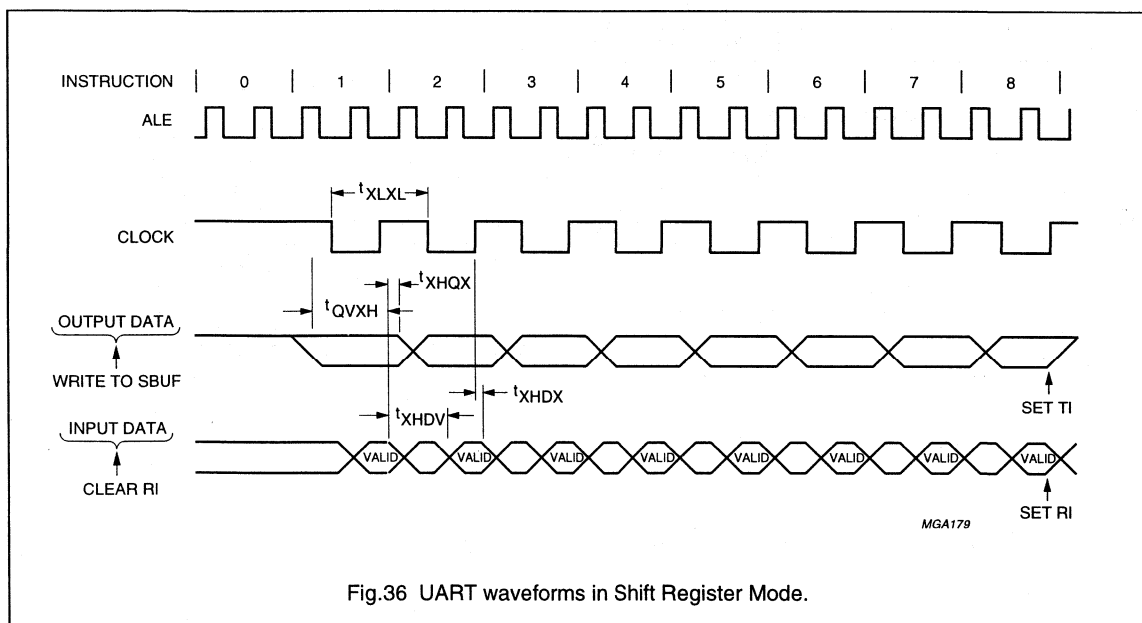 INSTRUCTION | 0 | 1 | 2 | 3 | 4 | 5 | 6 | 7 | 8 |
ALE
tXLXL
CLOCK
tXHQX
tQVXH
OUTPUT DATA
WRITE TO SBUF
SET TI
tXHDX
tXHDV
INPUT DATA
VALID VALID VALID VALID VALID VALID VALID VALID
CLEAR RI
SET RI
MGA179
Fig.36 UART waveforms in Shift Register Mode.